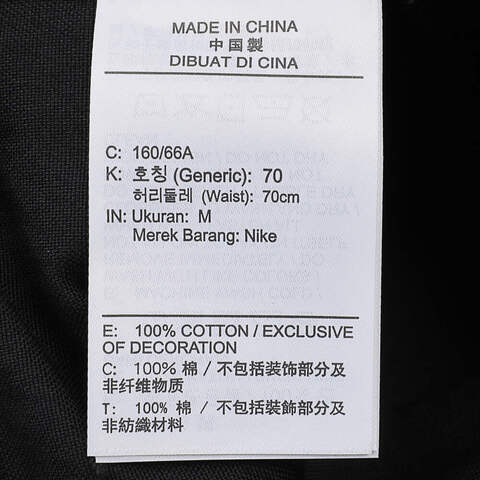 MADE IN CHINA
中国製
DIBUAT DI CINA
C: 160/66A
K: 호칭 (Generic): 70
허리둘레 (Waist): 70cm
IN: Ukuran: M
Merek Barang: Nike
E: 100% COTTON / EXCLUSIVE
OF DECORATION
C: 100% 棉 / 不包括装饰部分及
非纤维物质
T: 100% 棉 / 不包括裝飾部分及
非紡織材料